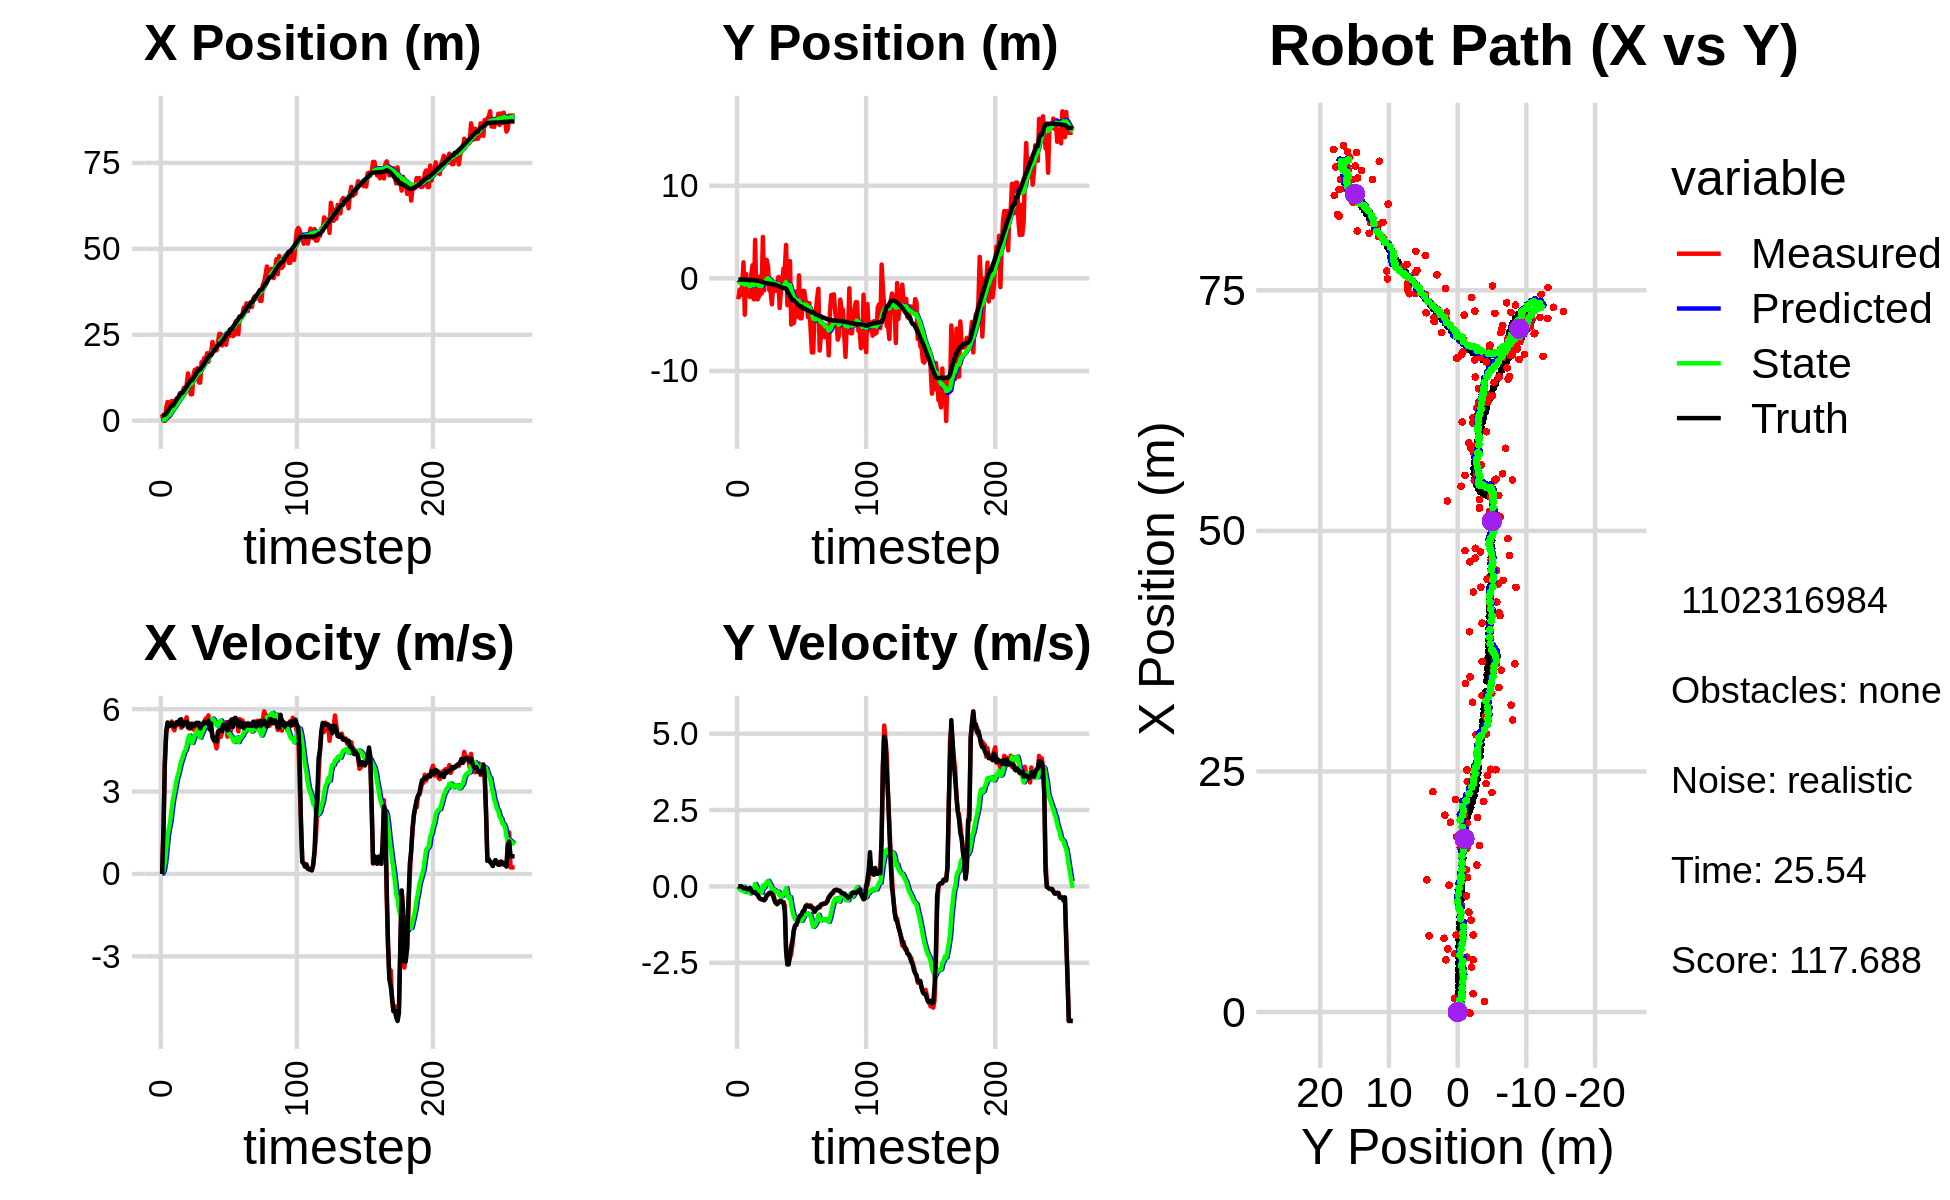 X Position (m)
75
50
25
0
0
100
200
timestep
Y Position (m)
10
0
-10
0
100
200
timestep
X Velocity (m/s)
6
3
0
-3
0
100
200
timestep
Y Velocity (m/s)
5.0
2.5
0.0
-2.5
0
100
200
timestep
Robot Path (X vs Y)
X Position (m)
75
50
25
0
20 10 0 -10 -20
Y Position (m)
variable
Measured
Predicted
State
Truth
1102316984
Obstacles: none
Noise: realistic
Time: 25.54
Score: 117.688